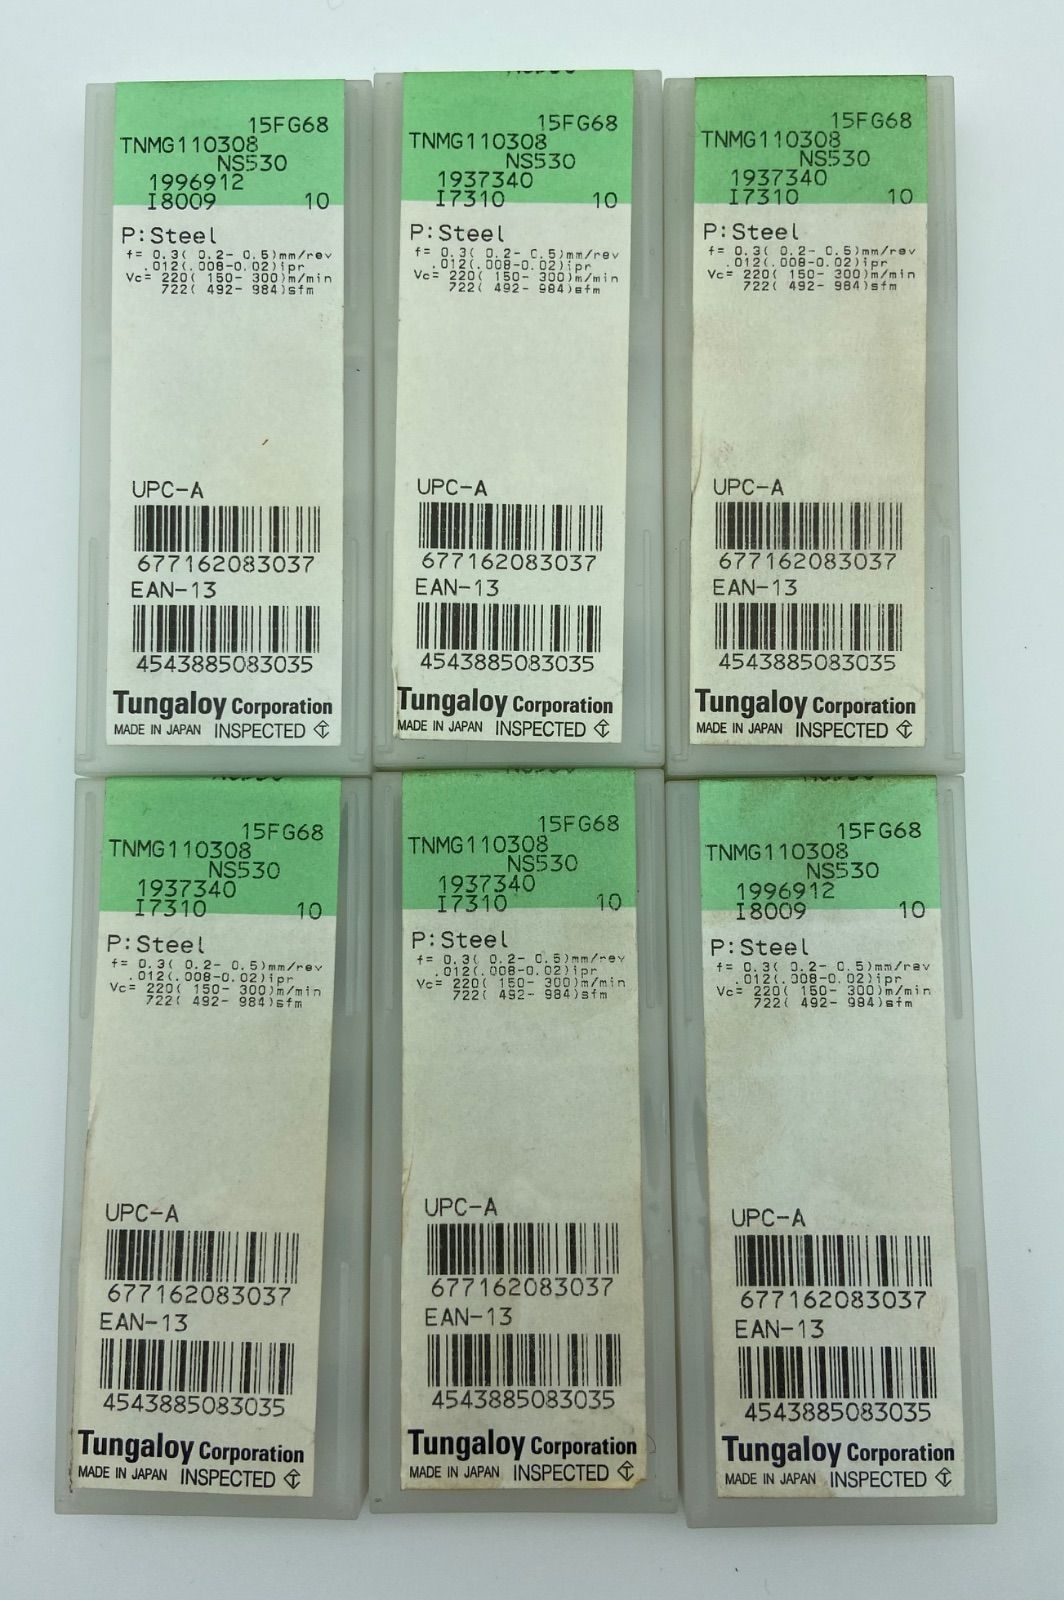 15FG68
TNMG110308
NS530
1996912
I8009 10
P:Steel
f= 0.3( 0.2- 0.5)mm/rev
.012(.008-0.02)ipr
Vc= 220( 150- 300)m/min
722( 492- 984)sfm
UPC-A
677162083037
EAN-13
4543885083035
Tungaloy Corporation
MADE IN JAPAN INSPECTED
15FG68
TNMG110308
NS530
1937340
I7310 10
P:Steel
f= 0.3( 0.2- 0.5)mm/rev
.012(.008-0.02)ipr
Vc= 220( 150- 300)m/min
722( 492- 984)sfm
UPC-A
677162083037
EAN-13
4543885083035
Tungaloy Corporation
MADE IN JAPAN INSPECTED
15FG68
TNMG110308
NS530
1937340
I7310 10
P:Steel
f= 0.3( 0.2- 0.5)mm/rev
.012(.008-0.02)ipr
Vc= 220( 150- 300)m/min
722( 492- 984)sfm
UPC-A
677162083037
EAN-13
4543885083035
Tungaloy Corporation
MADE IN JAPAN INSPECTED
15FG68
TNMG110308
NS530
1937340
I7310 10
P:Steel
f= 0.3( 0.2- 0.5)mm/rev
.012(.008-0.02)ipr
Vc= 220( 150- 300)m/min
722( 492- 984)sfm
UPC-A
677162083037
EAN-13
4543885083035
Tungaloy Corporation
MADE IN JAPAN INSPECTED
15FG68
TNMG110308
NS530
1937340
I7310 10
P:Steel
f= 0.3( 0.2- 0.5)mm/rev
.012(.008-0.02)ipr
Vc= 220( 150- 300)m/min
722( 492- 984)sfm
UPC-A
677162083037
EAN-13
4543885083035
Tungaloy Corporation
MADE IN JAPAN INSPECTED
15FG68
TNMG110308
NS530
1996912
I8009 10
P:Steel
f= 0.3( 0.2- 0.5)mm/rev
.012(.008-0.02)ipr
Vc= 220( 150- 300)m/min
722( 492- 984)sfm
UPC-A
677162083037
EAN-13
4543885083035
Tungaloy Corporation
MADE IN JAPAN INSPECTED